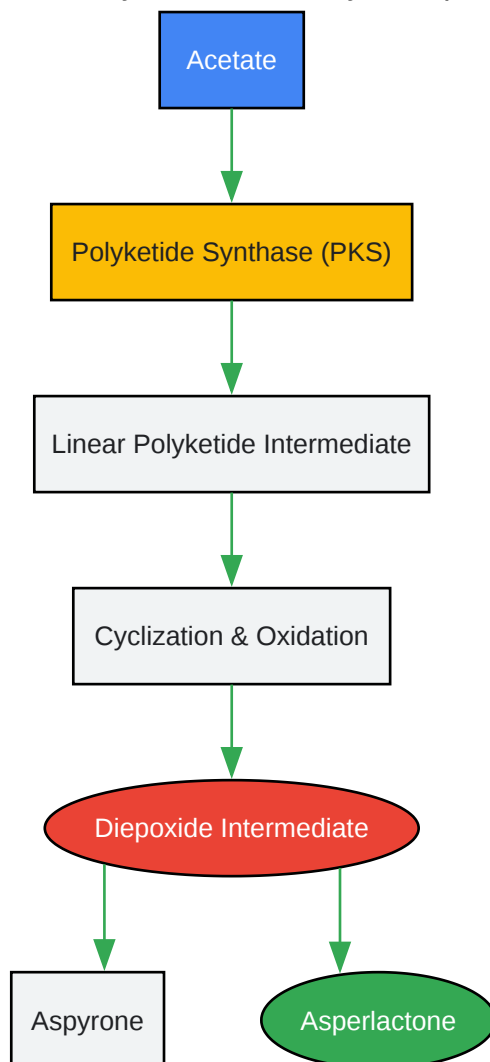 Acetate
Polyketide Synthase (PKS)
Linear Polyketide Intermediate
Cyclization & Oxidation
Diepoxide Intermediate
Aspyrone
Asperlactone